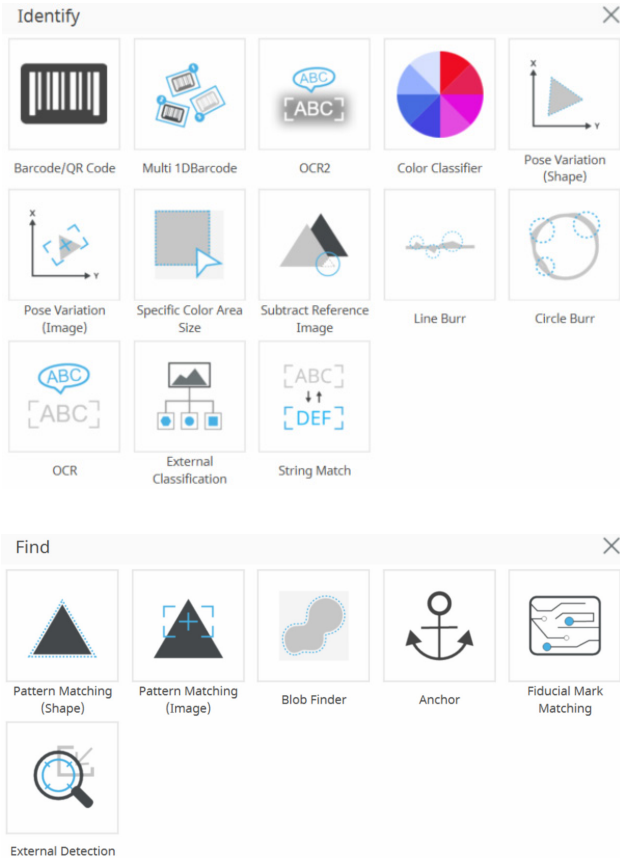 Identify
Barcode/QR Code
Multi 1DBarcode
ABC
[ABC]
OCR2
Color Classifier
X
Y
Pose Variation
(Shape)
X
Y
Pose Variation
(Image)
Specific Color Area
Size
Subtract Reference
Image
Line Burr
Circle Burr
ABC
[ABC]
OCR
External
Classification
[ABC]
[DEF]
String Match
Find
Pattern Matching
(Shape)
Pattern Matching
(Image)
Blob Finder
Anchor
Fiducial Mark
Matching
External Detection